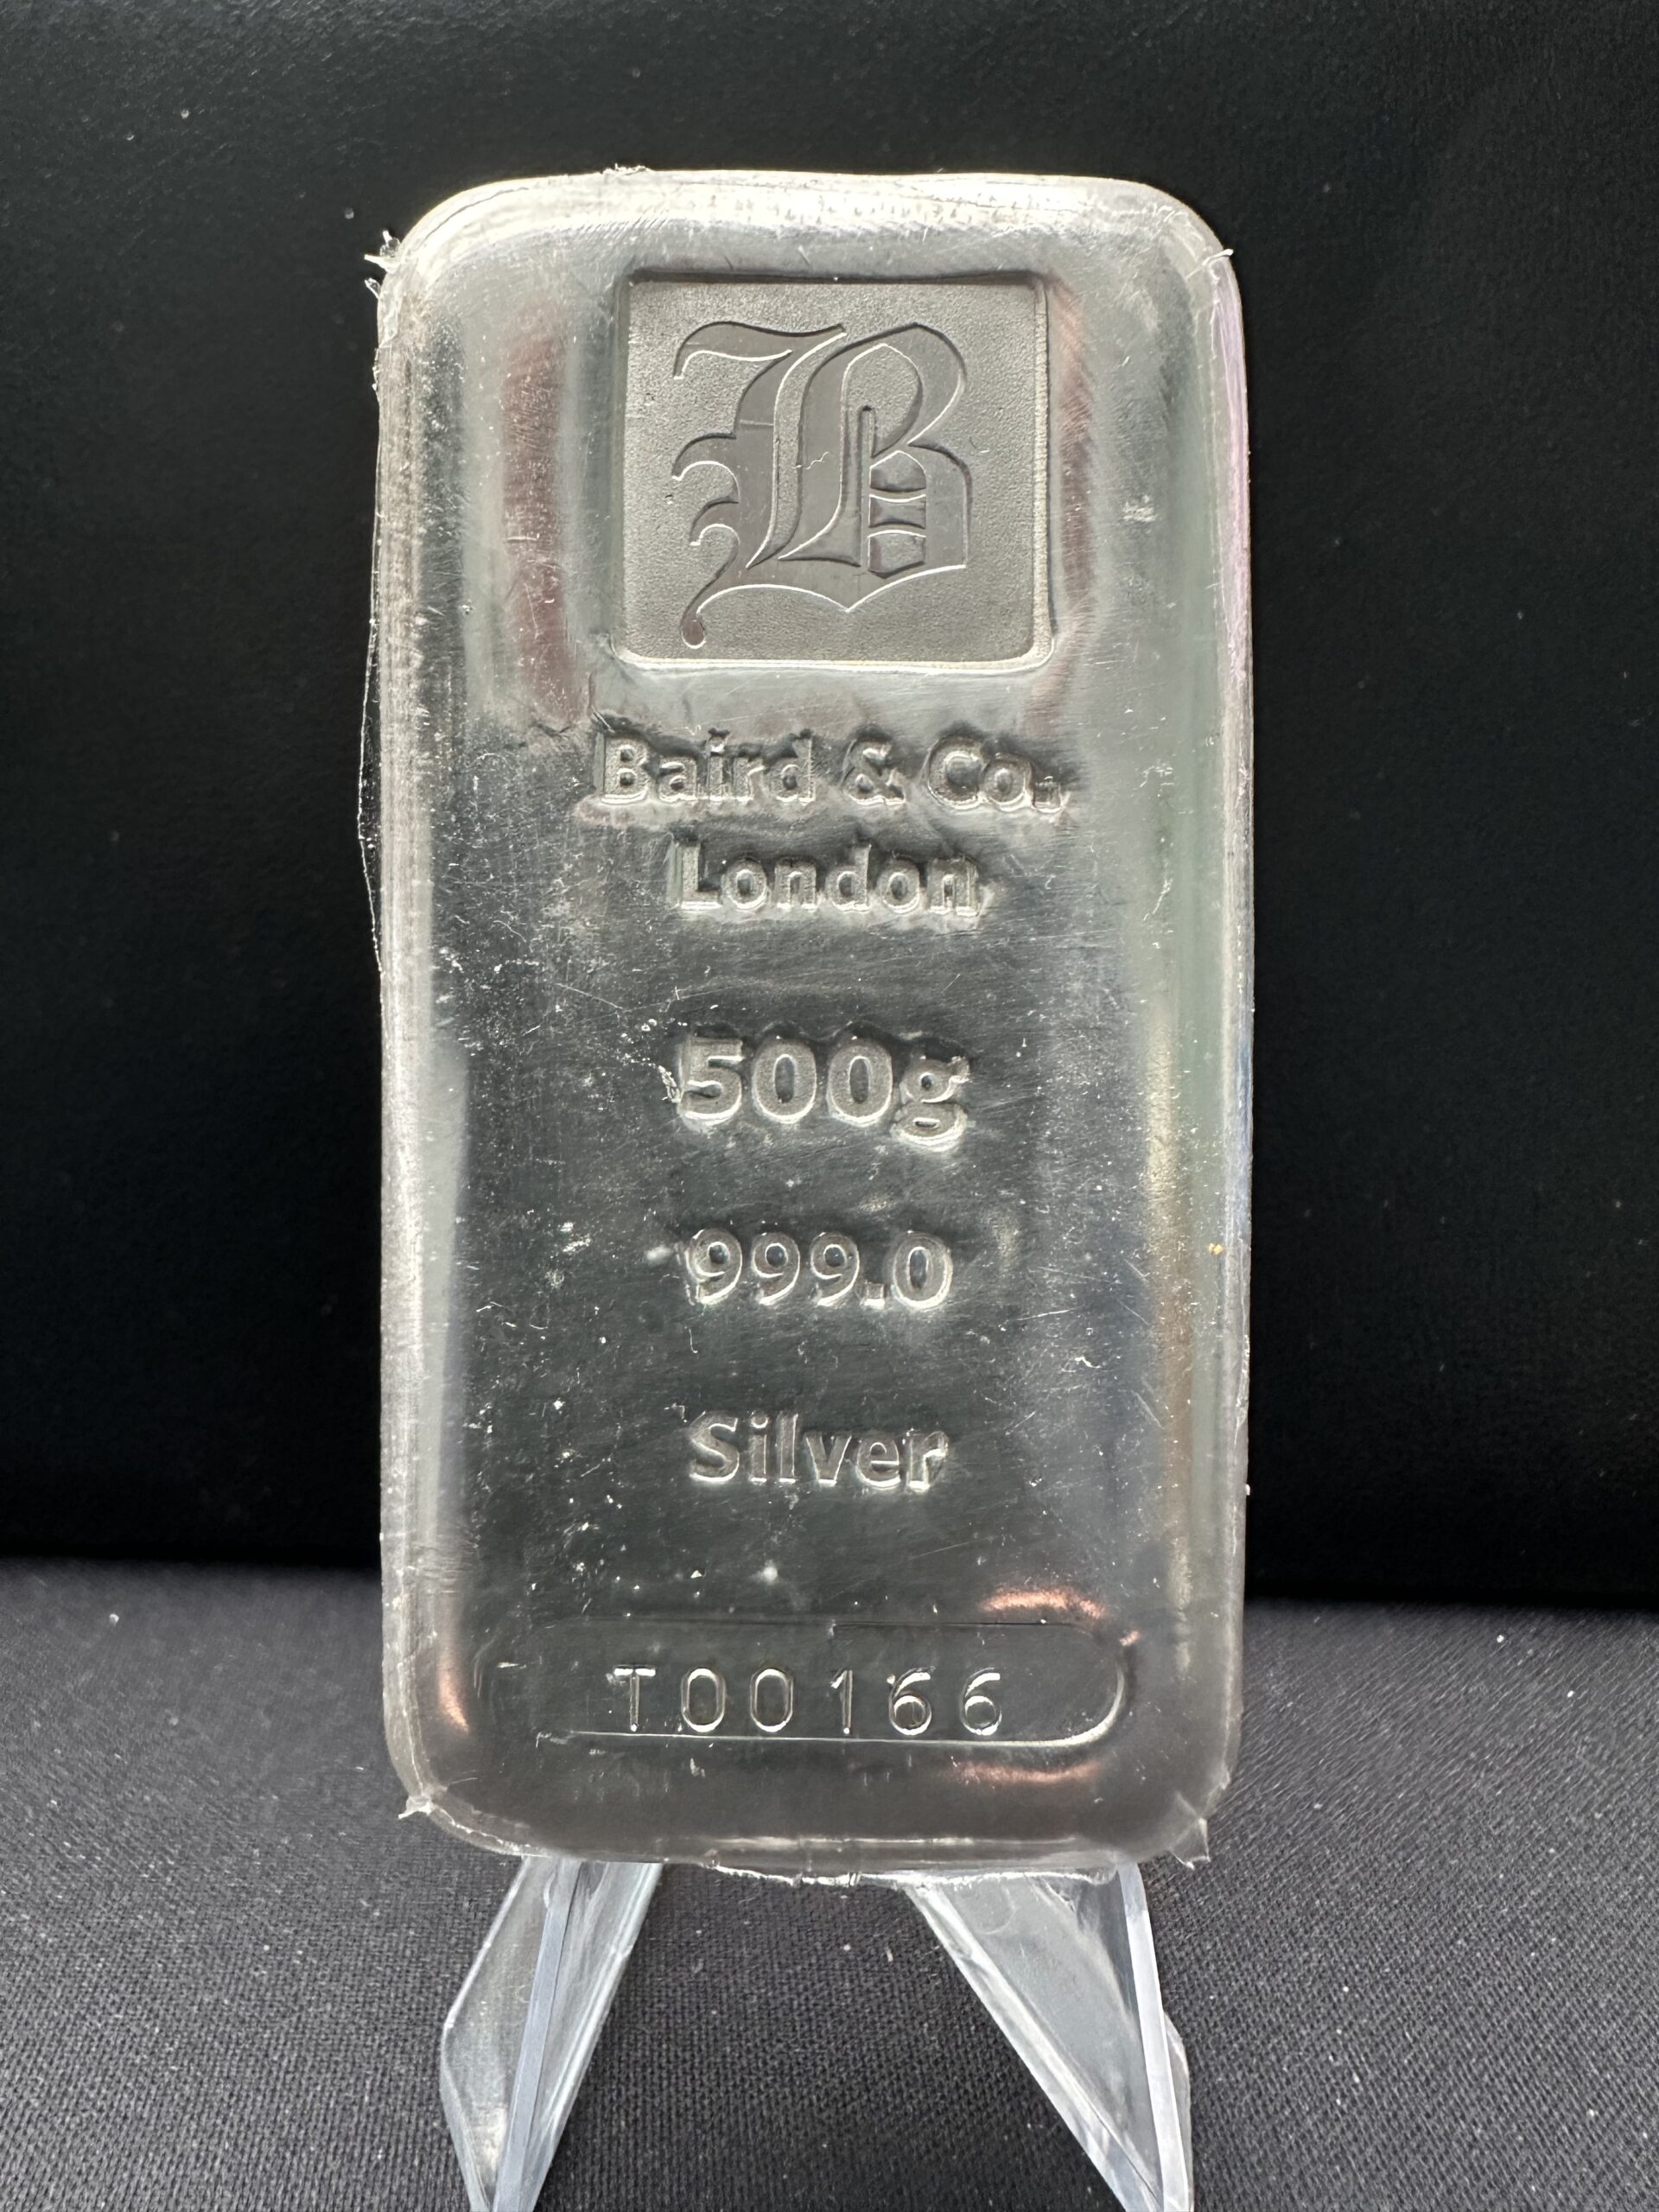 B
Baird & Co.
London
500g
999.0
Silver
T00166